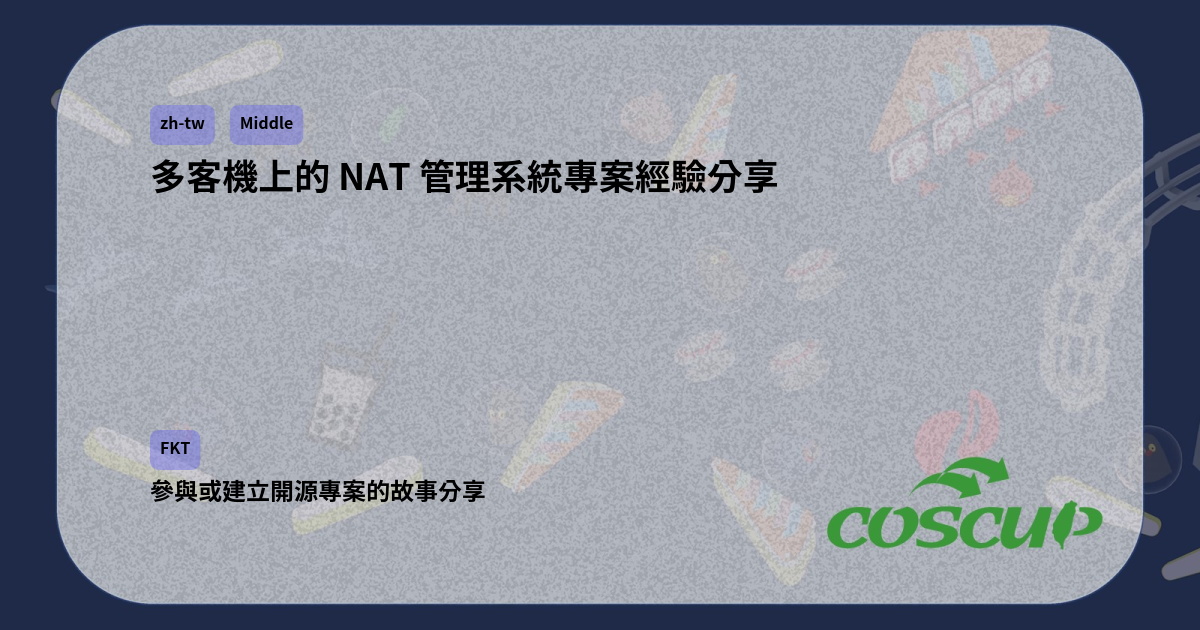 zh-tw Middle
多客機上的 NAT 管理系統專案經驗分享
FKT
參與或建立開源專案的故事分享
COSCUP